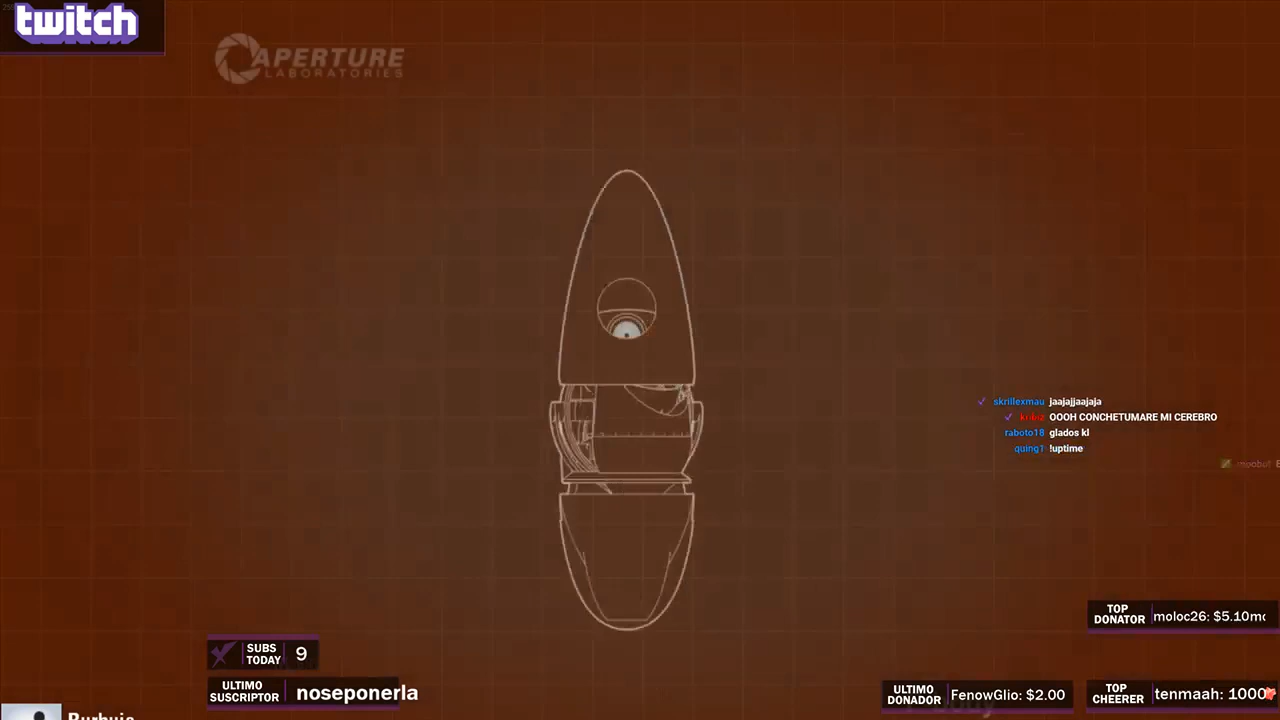 twitch
APERTURE
LABORATORIES
skrillexmau jaajajjaajaja
OOOH CONCHETUMARE MI CEREBRO
raboto18 glados kl
quing1 !uptime
TOP
DONATOR
moloc26: $5.10
SUBS
TODAY
9
ULTIMO
SUSCRIPTOR
noseponerla
ULTIMO
DONADOR
FenowGlio: $2.00
TOP
CHEERER
tenmaah: 1000